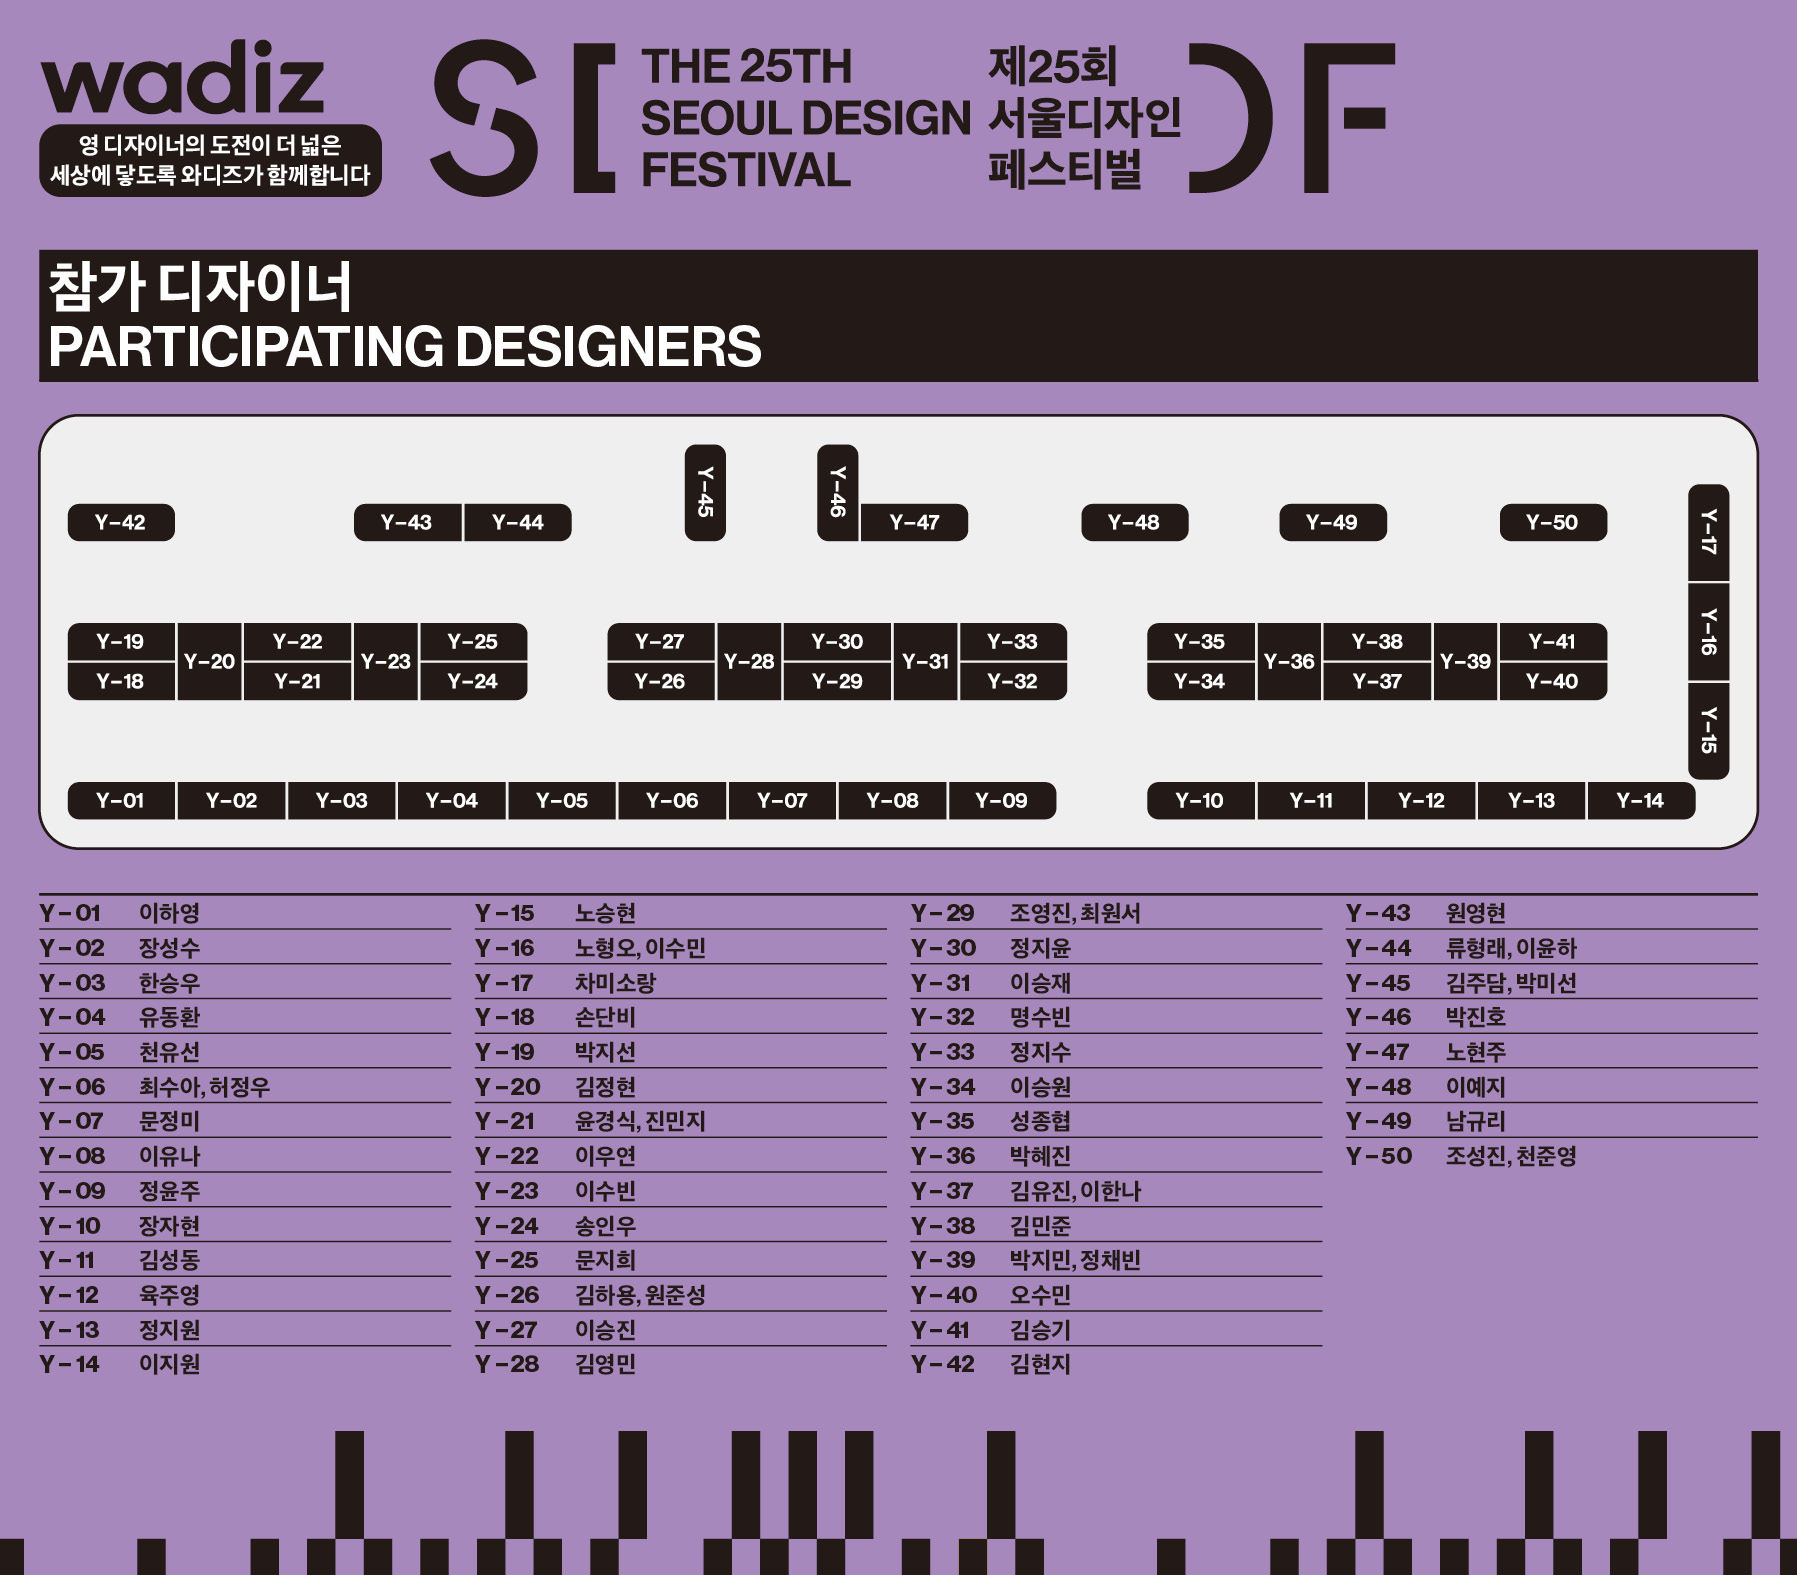 wadiz
영 디자이너의 도전이 더 넓은
세상에 닿도록 와디즈가 함께합니다
SDF
THE 25TH
SEOUL DESIGN
FESTIVAL
제25회
서울디자인
페스티벌
참가 디자이너
PARTICIPATING DESIGNERS
Y-45 Y-46
Y-42 Y-43 Y-44 Y-47 Y-48 Y-49 Y-50
Y-17
Y-19 Y-22 Y-25 Y-27 Y-30 Y-33 Y-35 Y-38 Y-41
Y-20 Y-23 Y-28 Y-31 Y-36 Y-39
Y-16
Y-18 Y-21 Y-24 Y-26 Y-29 Y-32 Y-34 Y-37 Y-40
Y-15
Y-01 Y-02 Y-03 Y-04 Y-05 Y-06 Y-07 Y-08 Y-09 Y-10 Y-11 Y-12 Y-13 Y-14
Y-01 이하영
Y-02 장성수
Y-03 한승우
Y-04 유동환
Y-05 천유선
Y-06 최수아, 허정우
Y-07 문정미
Y-08 이유나
Y-09 정윤주
Y-10 장자현
Y-11 김성동
Y-12 육주영
Y-13 정지원
Y-14 이지원
Y-15 노승현
Y-16 노형오, 이수민
Y-17 차미소랑
Y-18 손단비
Y-19 박지선
Y-20 김정현
Y-21 윤경식, 진민지
Y-22 이우연
Y-23 이수빈
Y-24 송인우
Y-25 문지희
Y-26 김하용, 원준성
Y-27 이승진
Y-28 김영민
Y-29 조영진, 최원서
Y-30 정지윤
Y-31 이승재
Y-32 명수빈
Y-33 정지수
Y-34 이승원
Y-35 성종협
Y-36 박혜진
Y-37 김유진, 이한나
Y-38 김민준
Y-39 박지민, 정채빈
Y-40 오수민
Y-41 김승기
Y-42 김현지
Y-43 원영현
Y-44 류형래, 이윤하
Y-45 김주담, 박미선
Y-46 박진호
Y-47 노현주
Y-48 이예지
Y-49 남규리
Y-50 조성진, 천준영